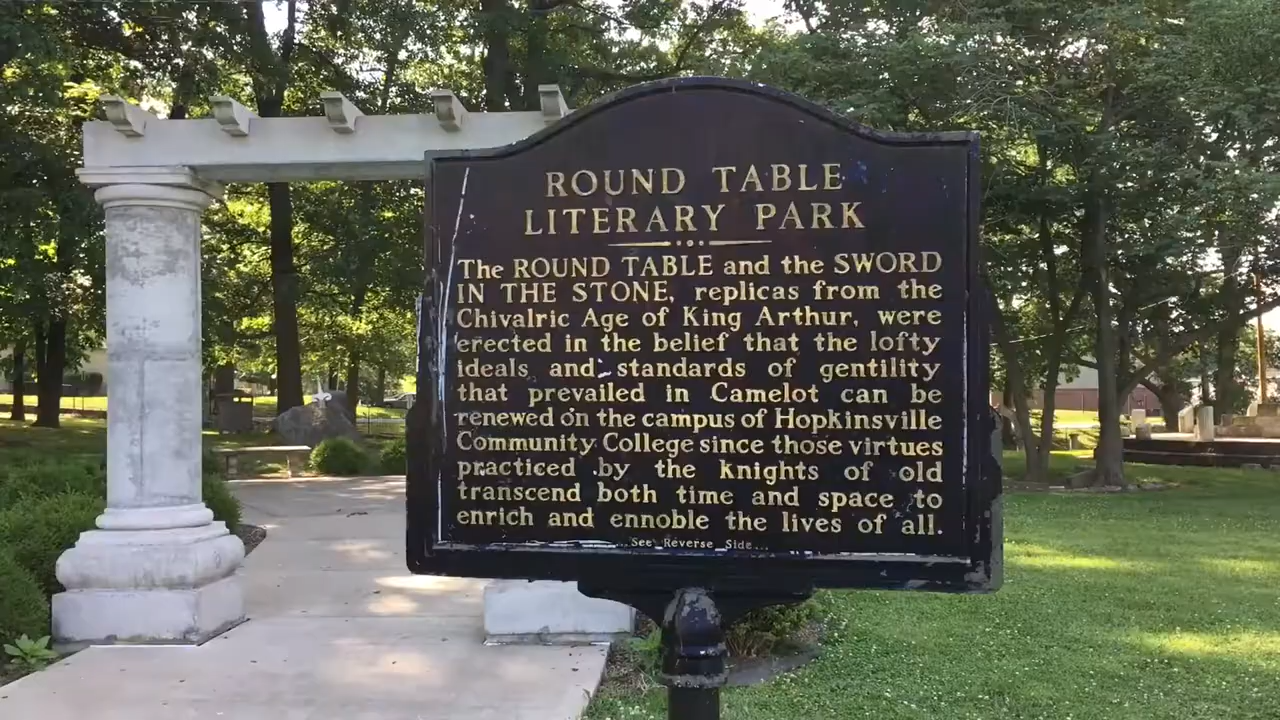 ROUND TABLE
LITERARY PARK
The ROUND TABLE and the SWORD
IN THE STONE, replicas from the
Chivalric Age of King Arthur, were
erected in the belief that the lofty
ideals and standards of gentility
that prevailed in Camelot can be
renewed on the campus of Hopkinsville
Community College since those virtues
practiced by the knights of old
transcend both time and space to
enrich and ennoble the lives of all.
See Reverse Side...